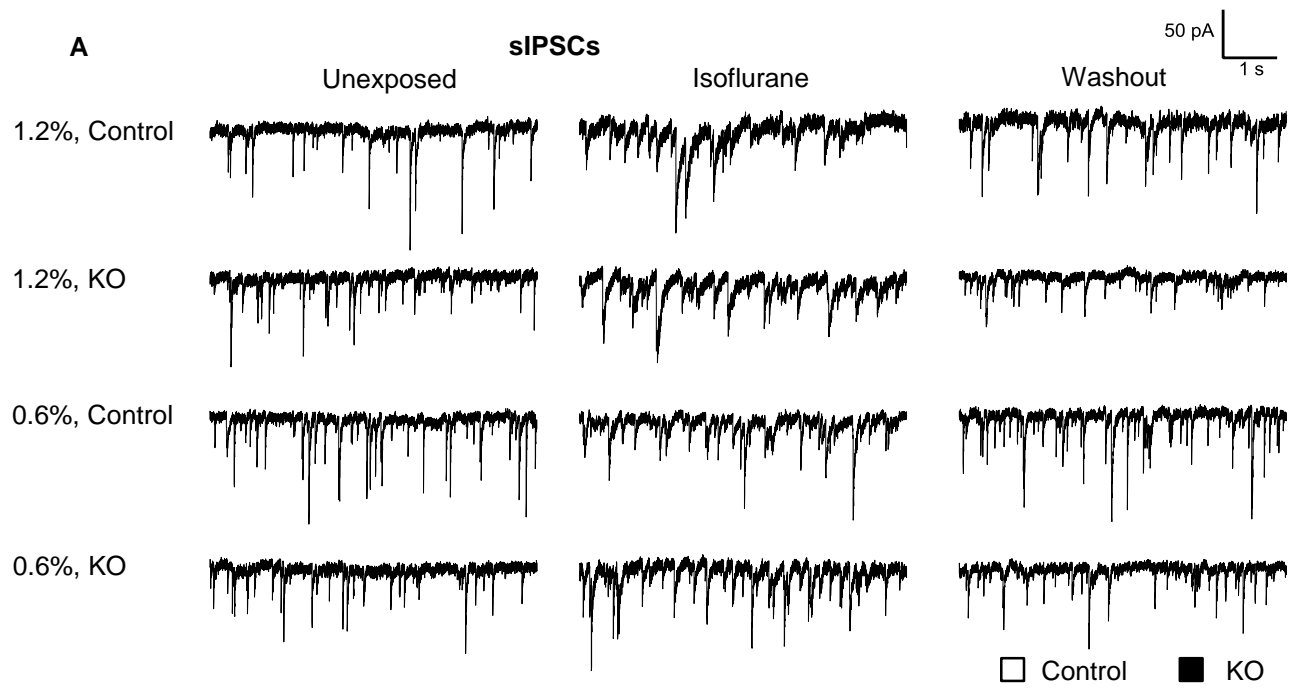 A
sIPSCs
50 pA
1 s
Unexposed Isoflurane Washout
1.2%, Control
1.2%, KO
0.6%, Control
0.6%, KO
Control KO